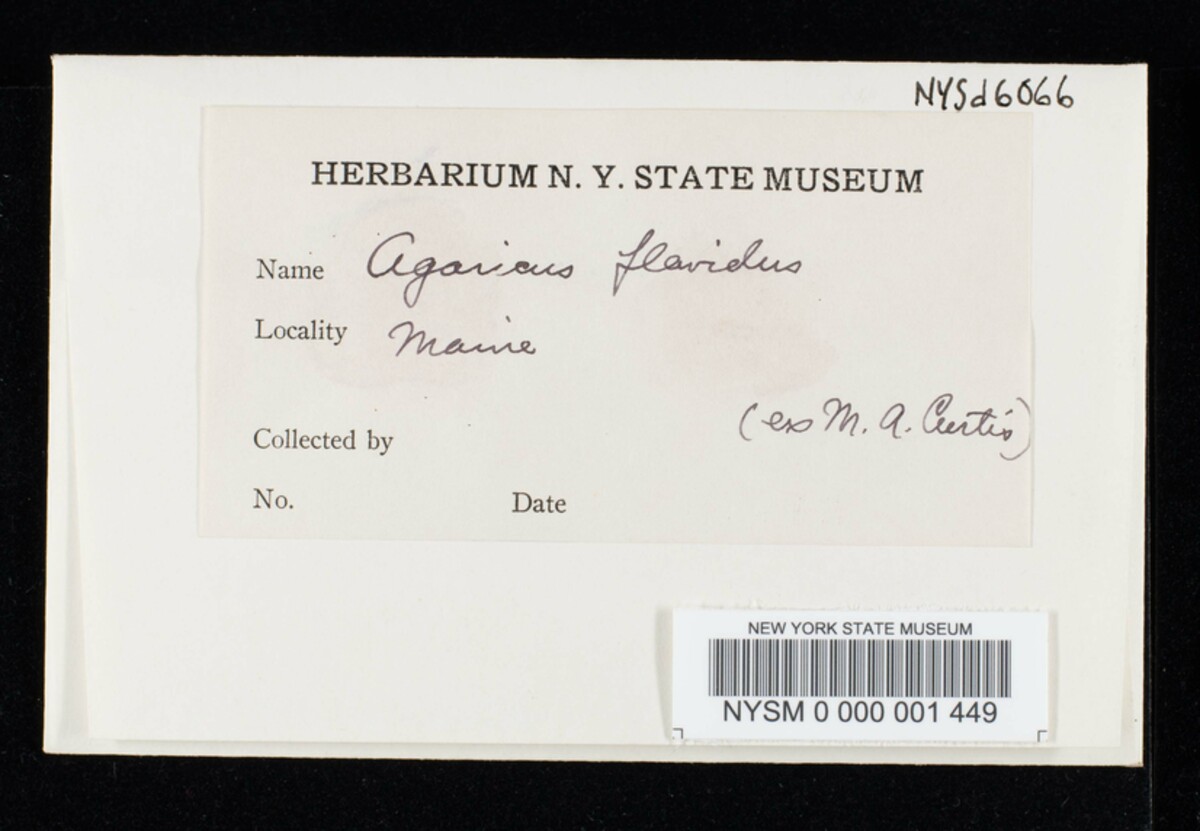 NYSd6066
HERBARIUM N. Y. STATE MUSEUM
Name Agaricus flavidus
Locality Maine
(ex M. A. Curtis)
Collected by
No. Date
NEW YORK STATE MUSEUM
NYSM 0 000 001 449